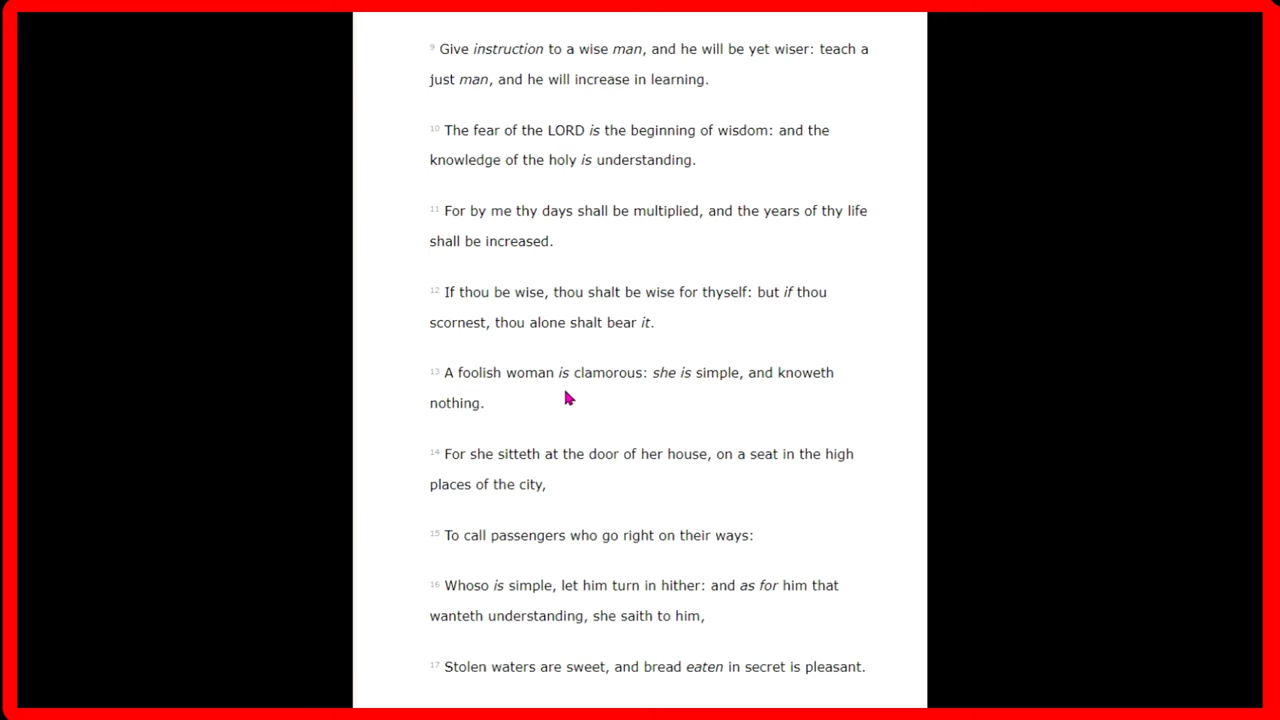 9 Give instruction to a wise man, and he will be yet wiser: teach a
just man, and he will increase in learning.
10 The fear of the LORD is the beginning of wisdom: and the
knowledge of the holy is understanding.
11 For by me thy days shall be multiplied, and the years of thy life
shall be increased.
12 If thou be wise, thou shalt be wise for thyself: but if thou
scornest, thou alone shalt bear it.
13 A foolish woman is clamorous: she is simple, and knoweth
nothing.
14 For she sitteth at the door of her house, on a seat in the high
places of the city,
15 To call passengers who go right on their ways:
16 Whoso is simple, let him turn in hither: and as for him that
wanteth understanding, she saith to him,
17 Stolen waters are sweet, and bread eaten in secret is pleasant.